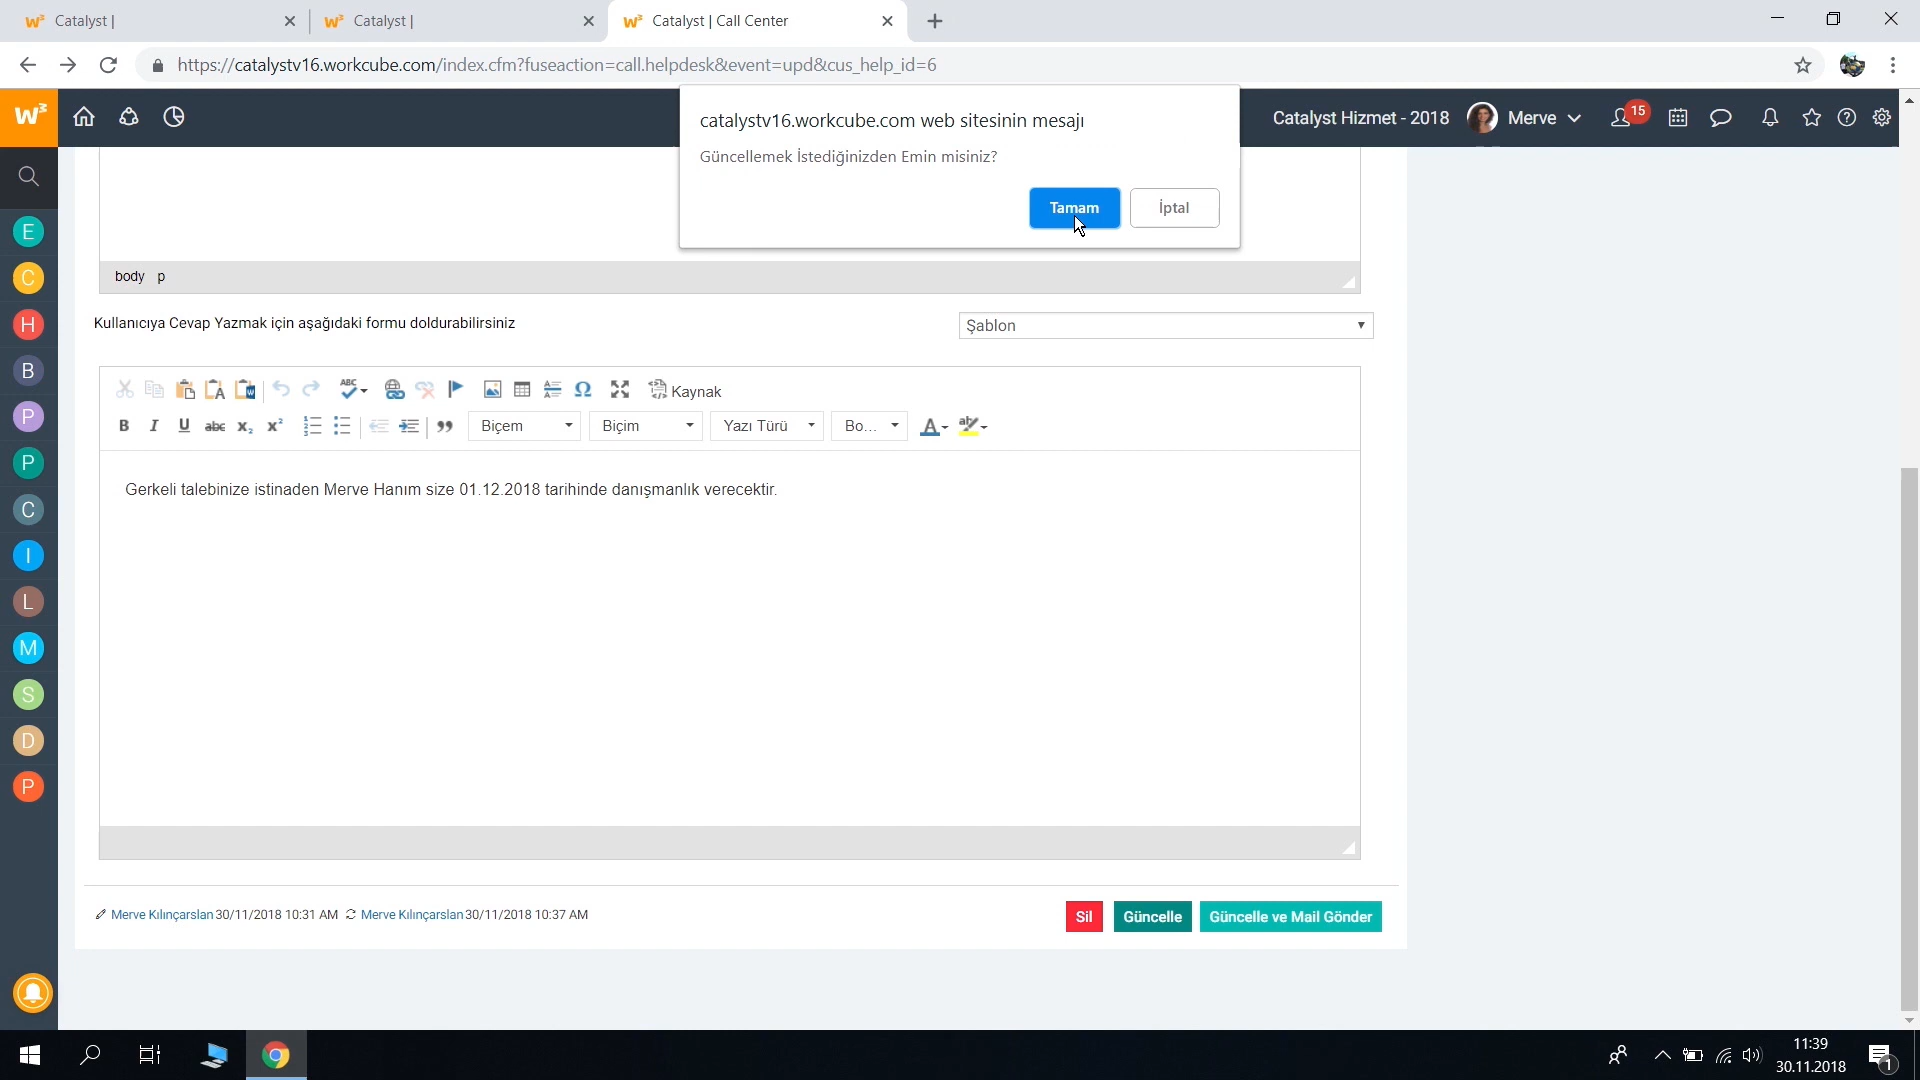 Catalyst |
Catalyst |
Catalyst | Call Center
https://catalystv16.workcube.com/index.cfm?fuseaction=call.helpdesk&event=upd&cus_help_id=6
w³
catalystv16.workcube.com web sitesinin mesajı
Güncellemek İstediğinizden Emin misiniz?
Tamam
İptal
Catalyst Hizmet - 2018
Merve
15
E
C
H
B
P
P
C
I
L
M
S
D
P
body p
Kullanıcıya Cevap Yazmak için aşağıdaki formu doldurabilirsiniz
Şablon
Kaynak
Biçem
Biçim
Yazı Türü
Bo...
Gerkeli talebinize istinaden Merve Hanım size 01.12.2018 tarihinde danışmanlık verecektir.
Merve Kılınçarslan 30/11/2018 10:31 AM Merve Kılınçarslan 30/11/2018 10:37 AM
Sil
Güncelle
Güncelle ve Mail Gönder
11:39
30.11.2018
1